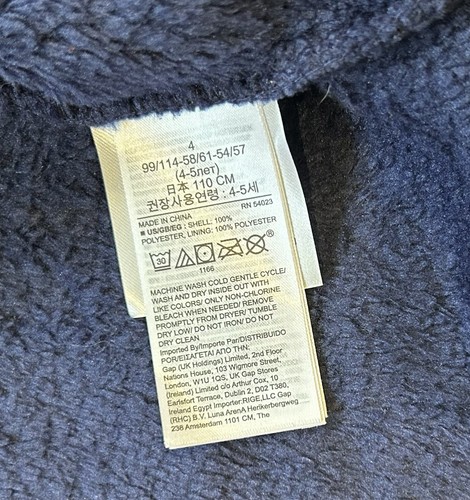 4
99/114-58/61-54/57
(4-5лет)
日本 110 CM
권장사용연령 : 4-5세
RN 54023
MADE IN CHINA
■ US/GB/EG : SHELL: 100%
POLYESTER, LINING: 100% POLYESTER
30 ®
1166
MACHINE WASH COLD GENTLE CYCLE/
WASH AND DRY INSIDE OUT WITH
LIKE COLORS/ ONLY NON-CHLORINE
BLEACH WHEN NEEDED/ REMOVE
PROMPTLY FROM DRYER/ TUMBLE
DRY LOW/ DO NOT IRON/ DO NOT
DRY CLEAN
Imported By/Importe Par/DISTRIBUIDO
POR/ΕΙΣΑΓΕΤΑΙ ΑΠΟ ΤΗΝ:
Gap (UK Holdings) Limited, 2nd Floor
Nations House, 103 Wigmore Street,
London, W1U 1QS, UK Gap Stores
(Ireland) Limited c/o Arthur Cox, 10
Earlsfort Terrace, Dublin 2, D02 T380,
Ireland Egypt Importer:RIGE,LLC Gap
(RHC) B.V. Luna ArenA Herikerbergweg
238 Amsterdam 1101 CM, The